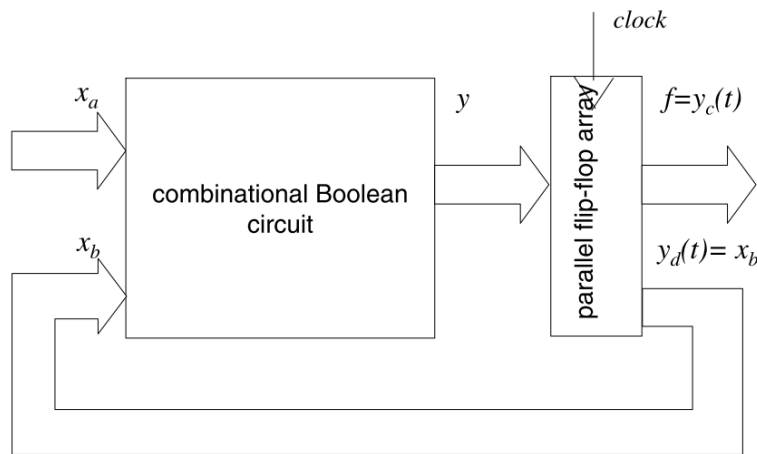 clock
x_a
y
f=y_c(t)
combinational Boolean
circuit
parallel flip-flop array
x_b
y_d(t)= x_b